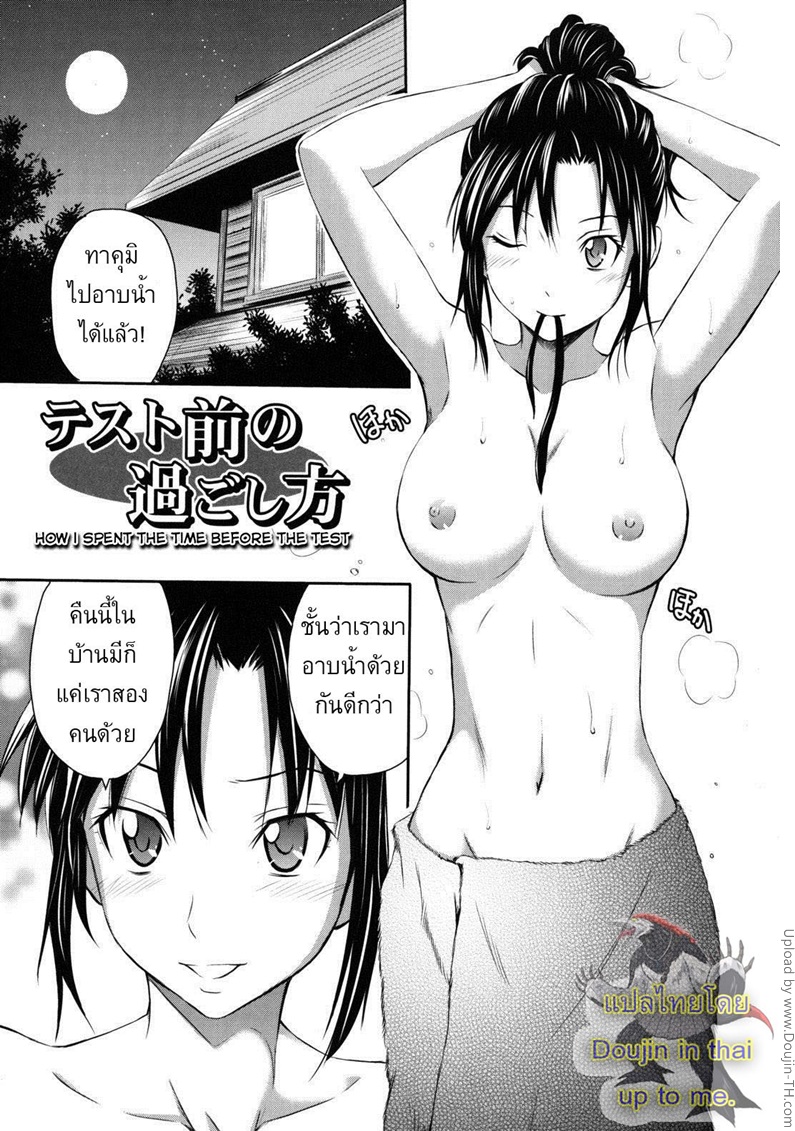 ทาคุมิ
ไปอาบน้ำ
ได้แล้ว!
テスト前の
過ごし方
HOW I SPENT THE TIME BEFORE THE TEST
ほか
ほか
ชั้นว่าเรามา
อาบน้ำด้วย
กันดีกว่า
คืนนี้ใน
บ้านมีก็
แค่เราสอง
คนด้วย
แปลไทยโดย
Doujin in thai
up to me.
Upload by www.Doujin-TH.com